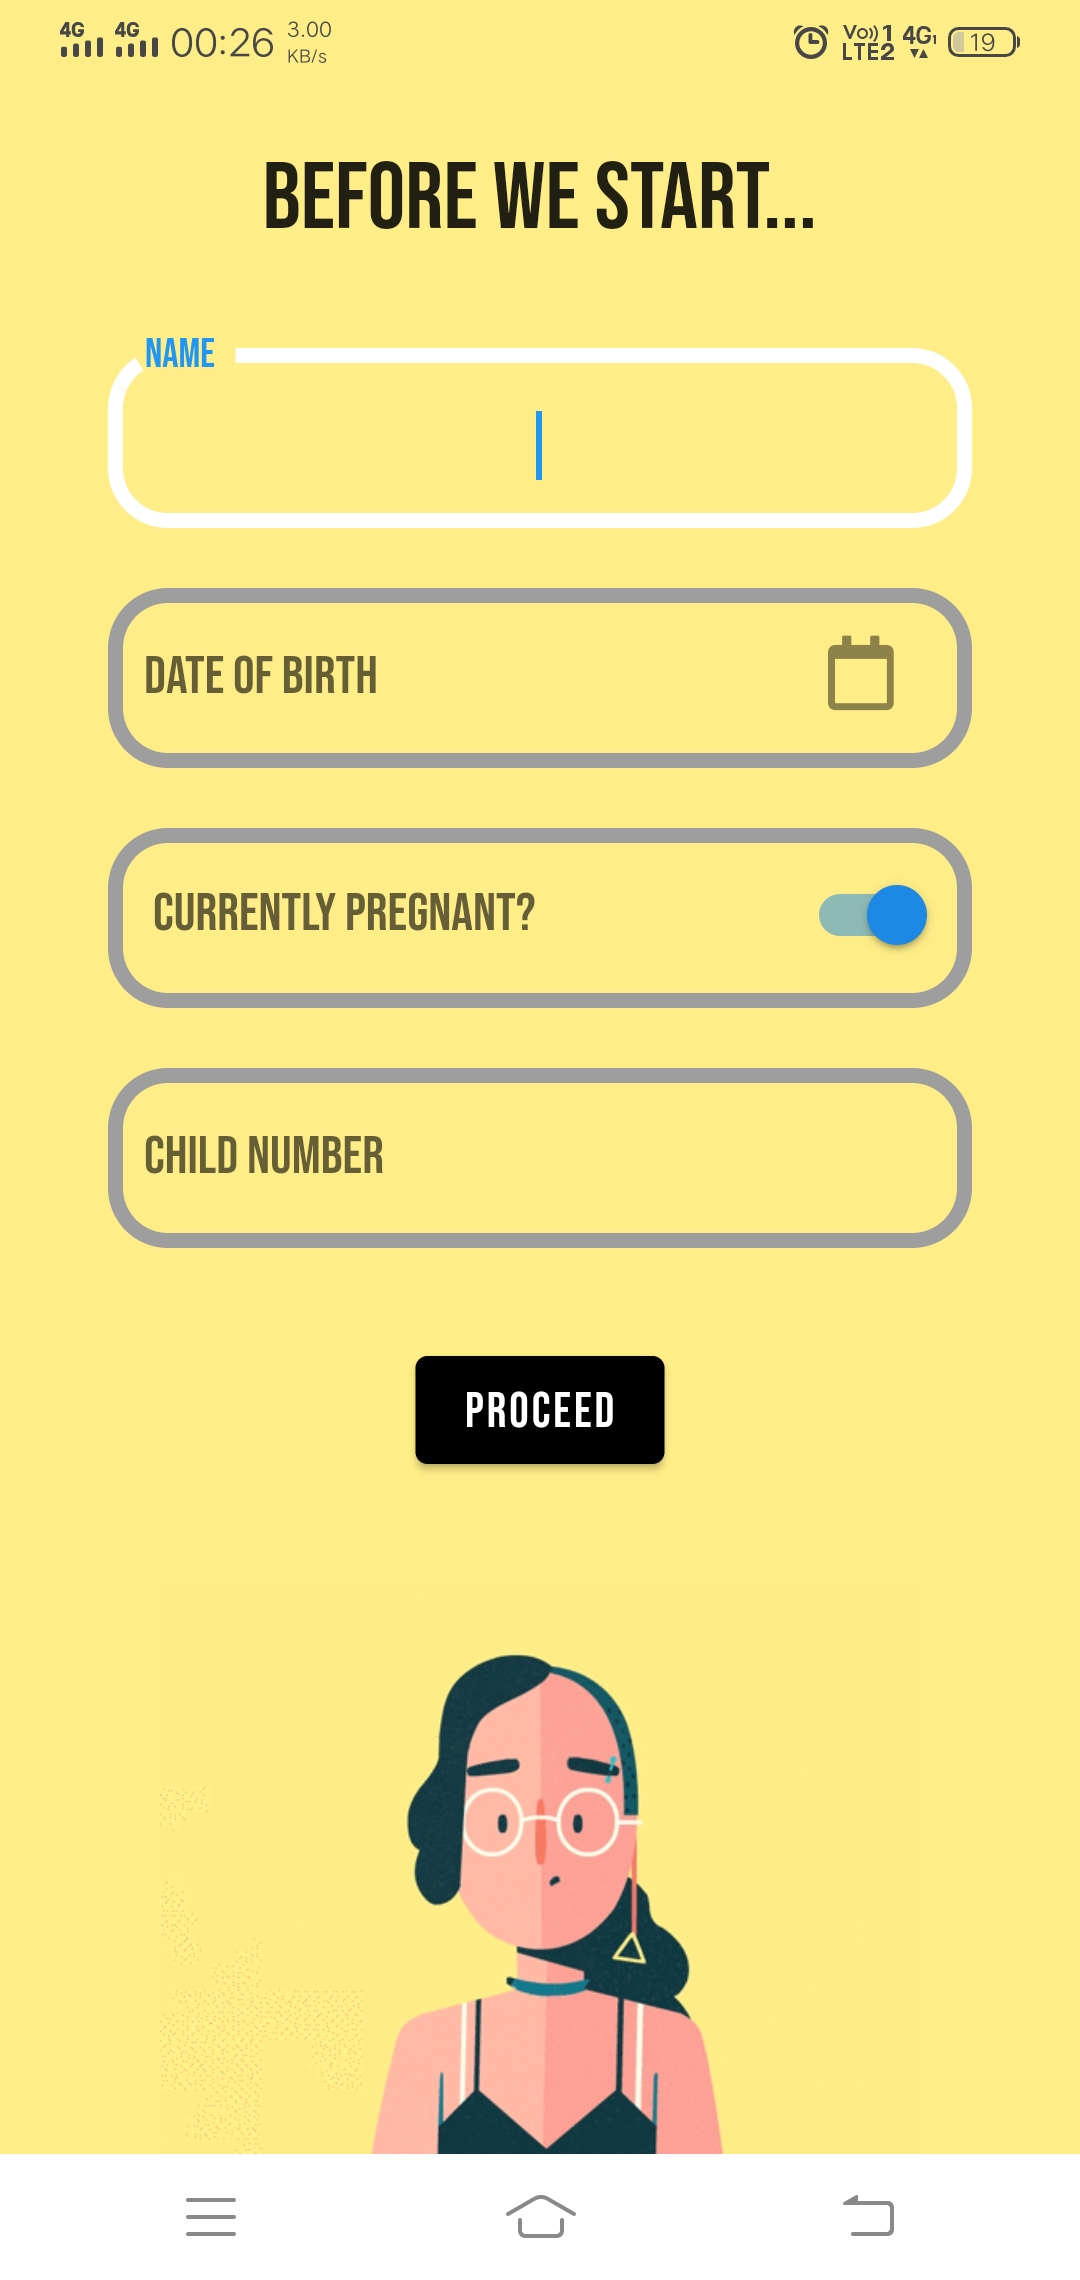 4G 4G 00:26 3.00 KB/s Vo)) 1 LTE2 4G1 19
BEFORE WE START...
NAME
DATE OF BIRTH
CURRENTLY PREGNANT?
CHILD NUMBER
PROCEED